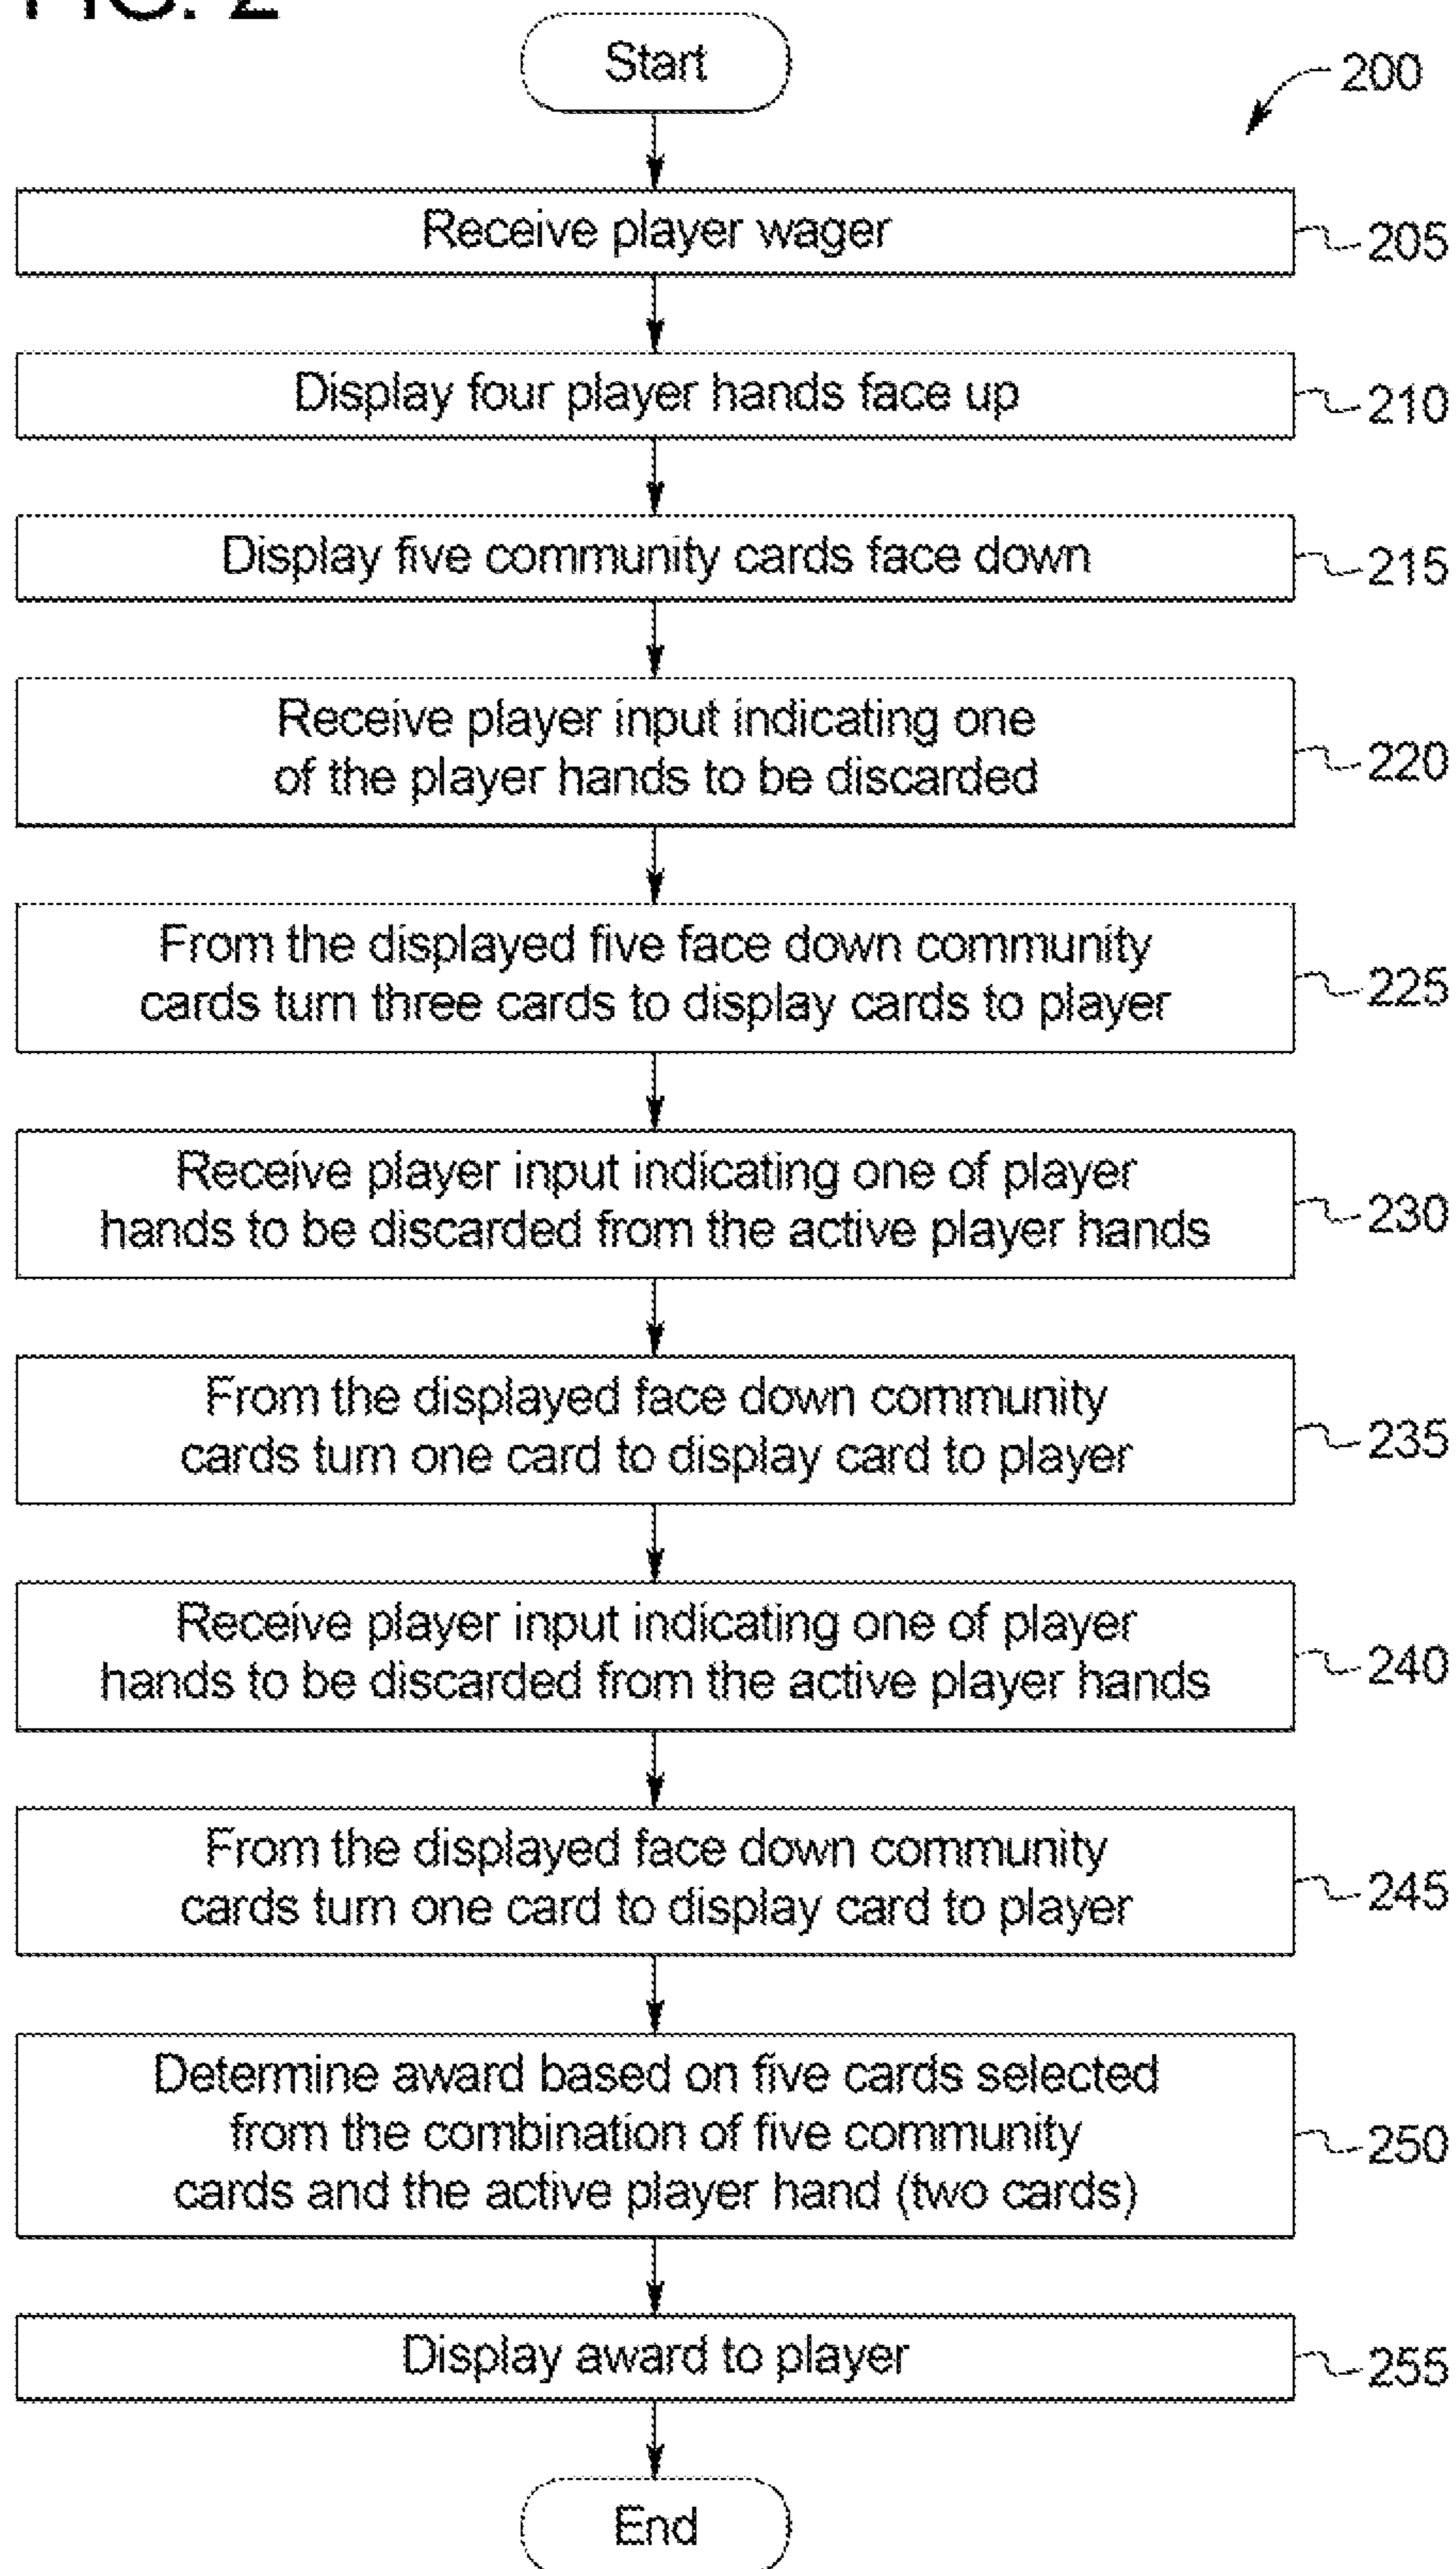 FIG. 2
Start
200
Receive player wager
205
Display four player hands face up
210
Display five community cards face down
215
Receive player input indicating one
of the player hands to be discarded
220
From the displayed five face down community
cards turn three cards to display cards to player
225
Receive player input indicating one of player
hands to be discarded from the active player hands
230
From the displayed face down community
cards turn one card to display card to player
235
Receive player input indicating one of player
hands to be discarded from the active player hands
240
From the displayed face down community
cards turn one card to display card to player
245
Determine award based on five cards selected
from the combination of five community
cards and the active player hand (two cards)
250
Display award to player
255
End